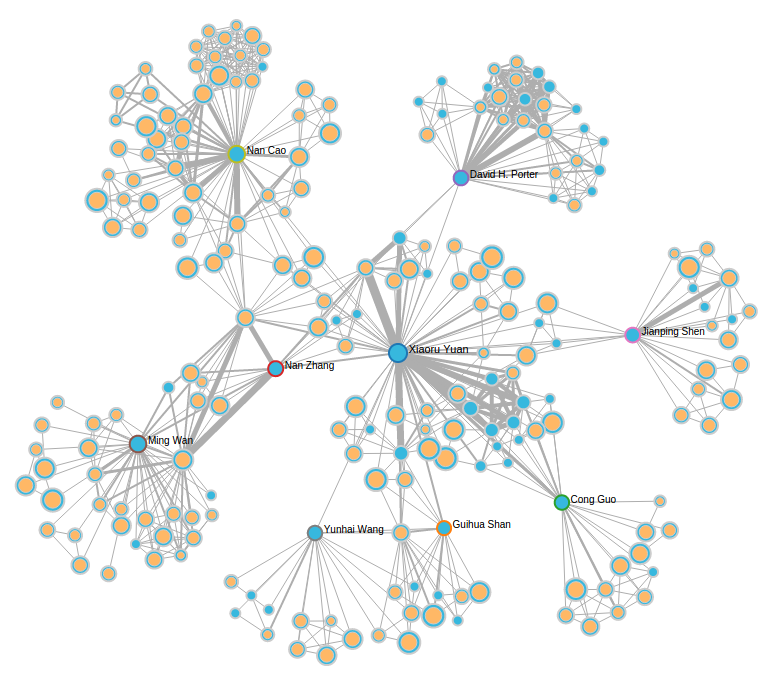 Nan Cao
David H. Porter
Jianping Shen
Xiaoru Yuan
Nan Zhang
Ming Wan
Cong Guo
Yunhai Wang
Guihua Shan